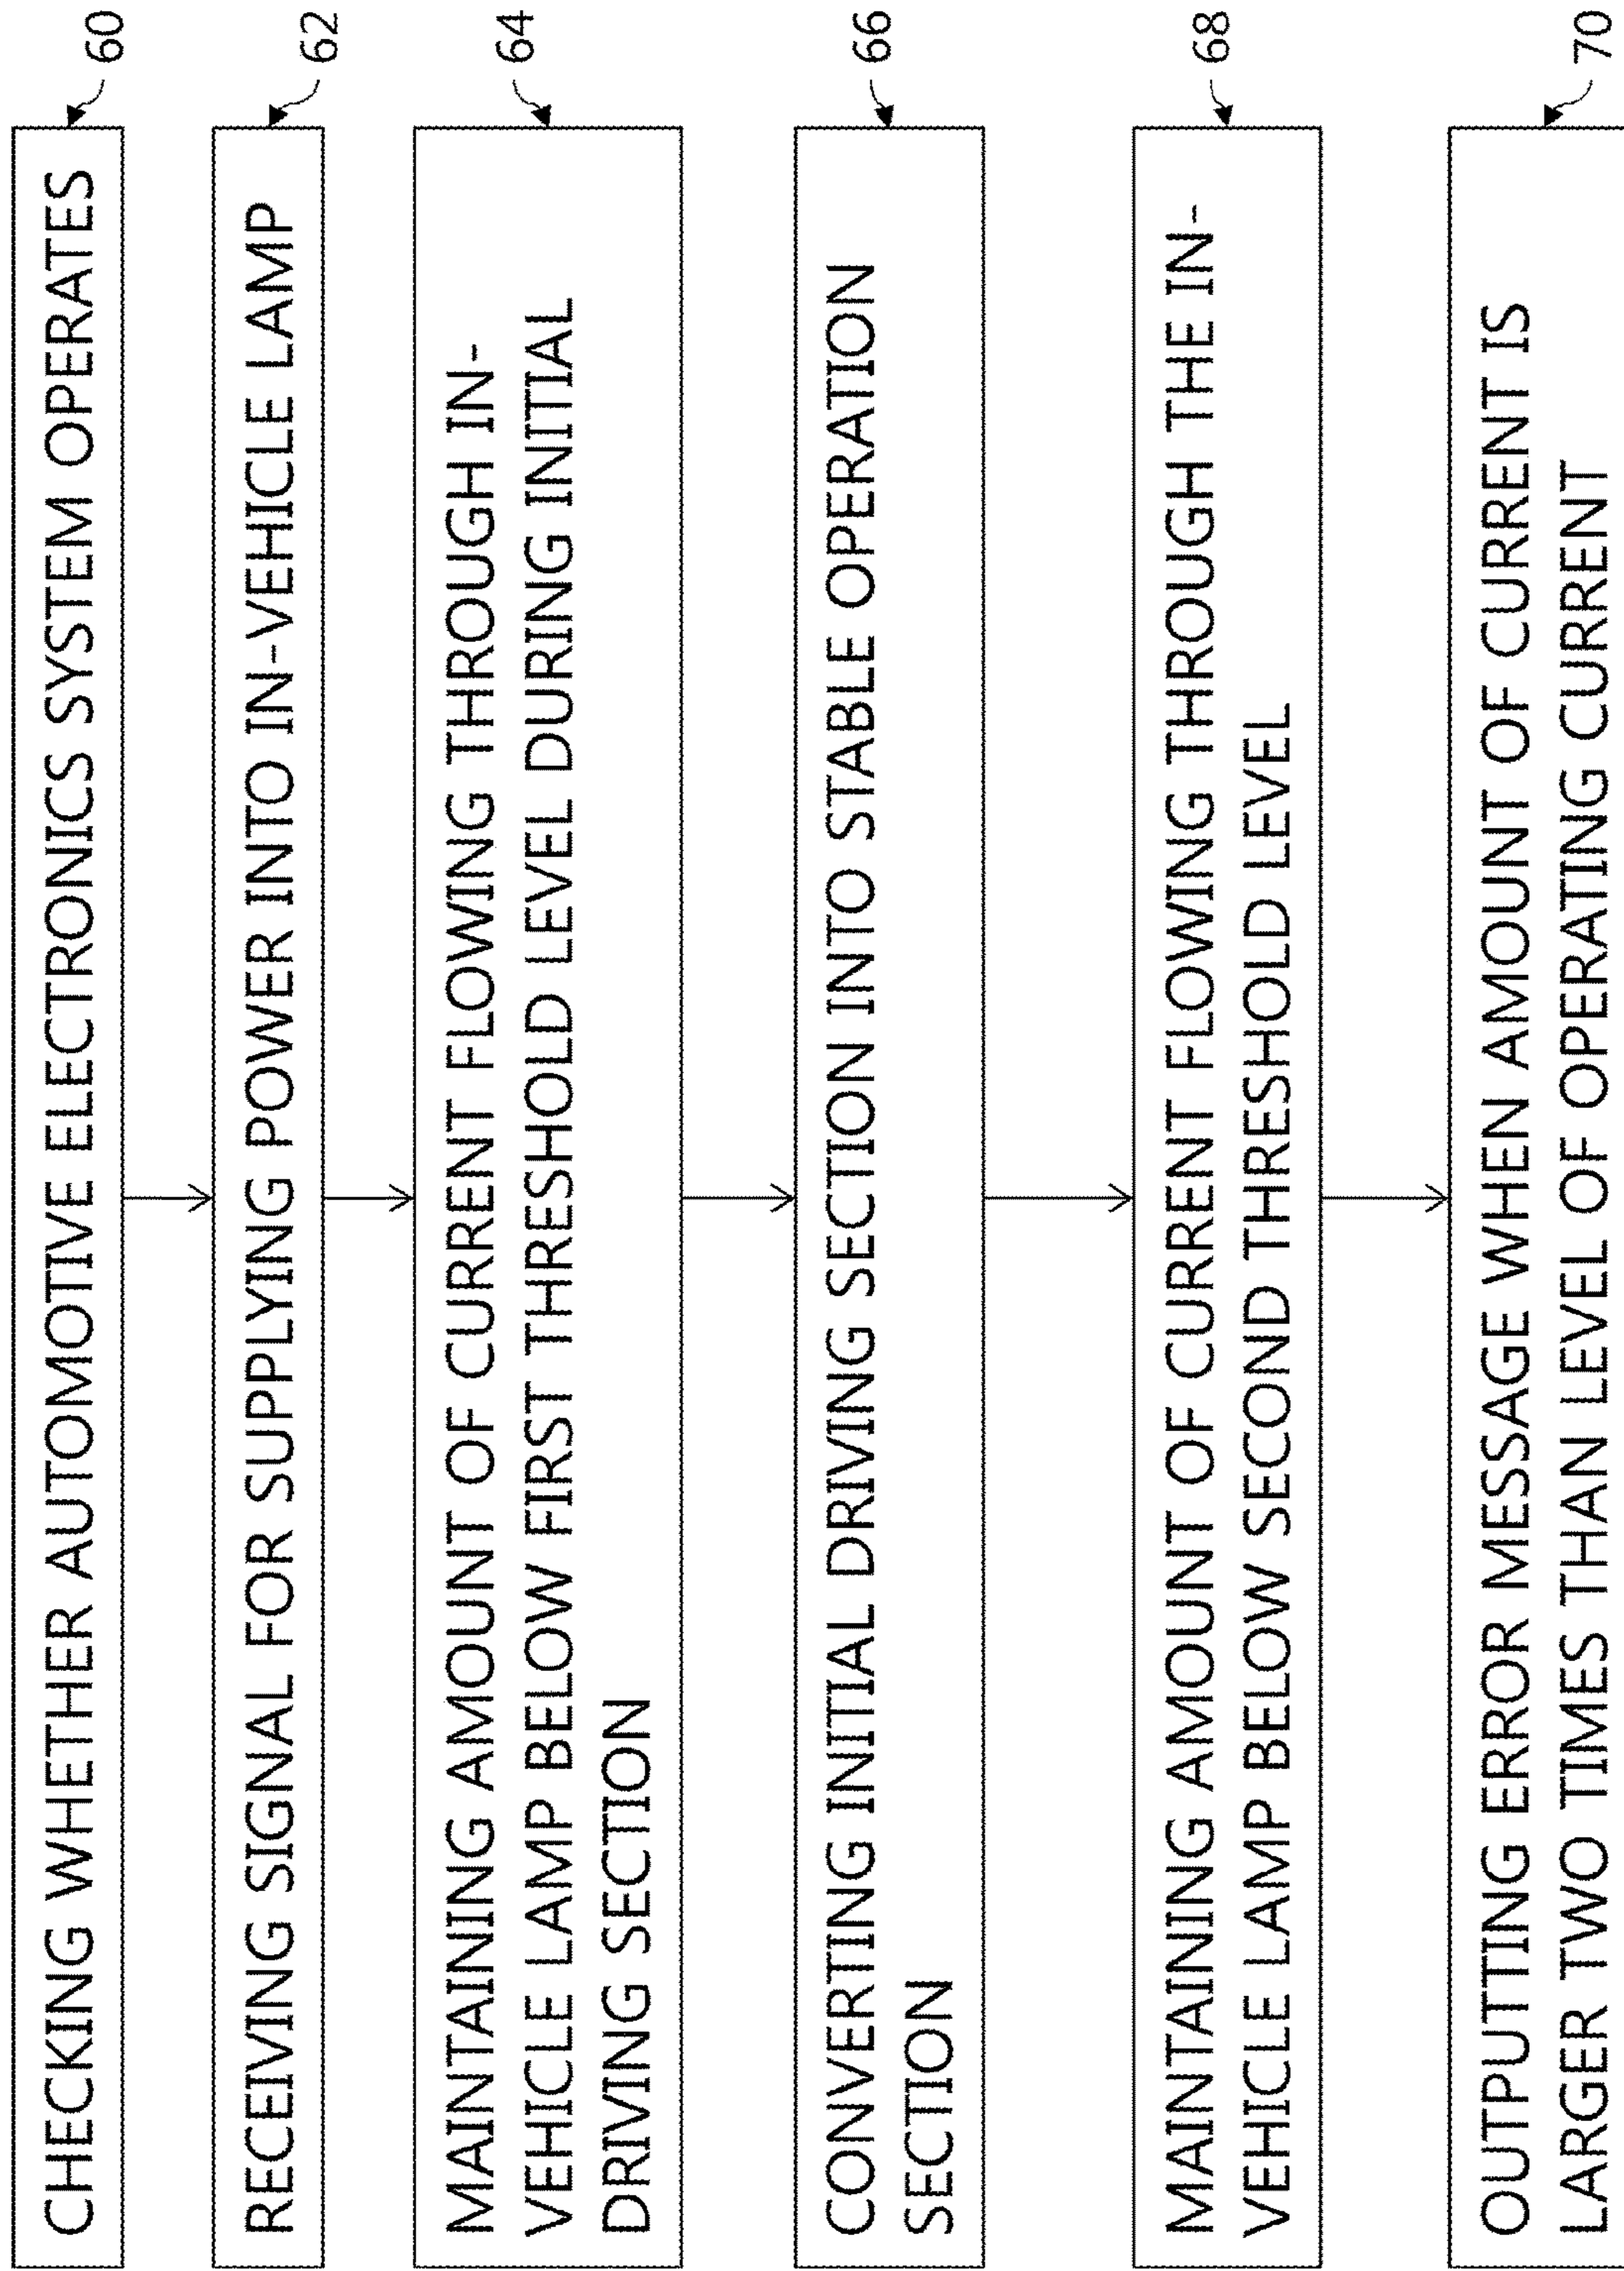 CHECKING WHETHER AUTOMOTIVE ELECTRONICS SYSTEM OPERATES
60
RECEIVING SIGNAL FOR SUPPLYING POWER INTO IN-VEHICLE LAMP
62
MAINTAINING AMOUNT OF CURRENT FLOWING THROUGH IN-
VEHICLE LAMP BELOW FIRST THRESHOLD LEVEL DURING INITIAL
DRIVING SECTION
64
CONVERTING INITIAL DRIVING SECTION INTO STABLE OPERATION
SECTION
66
MAINTAINING AMOUNT OF CURRENT FLOWING THROUGH THE IN-
VEHICLE LAMP BELOW SECOND THRESHOLD LEVEL
68
OUTPUTTING ERROR MESSAGE WHEN AMOUNT OF CURRENT IS
LARGER TWO TIMES THAN LEVEL OF OPERATING CURRENT
70